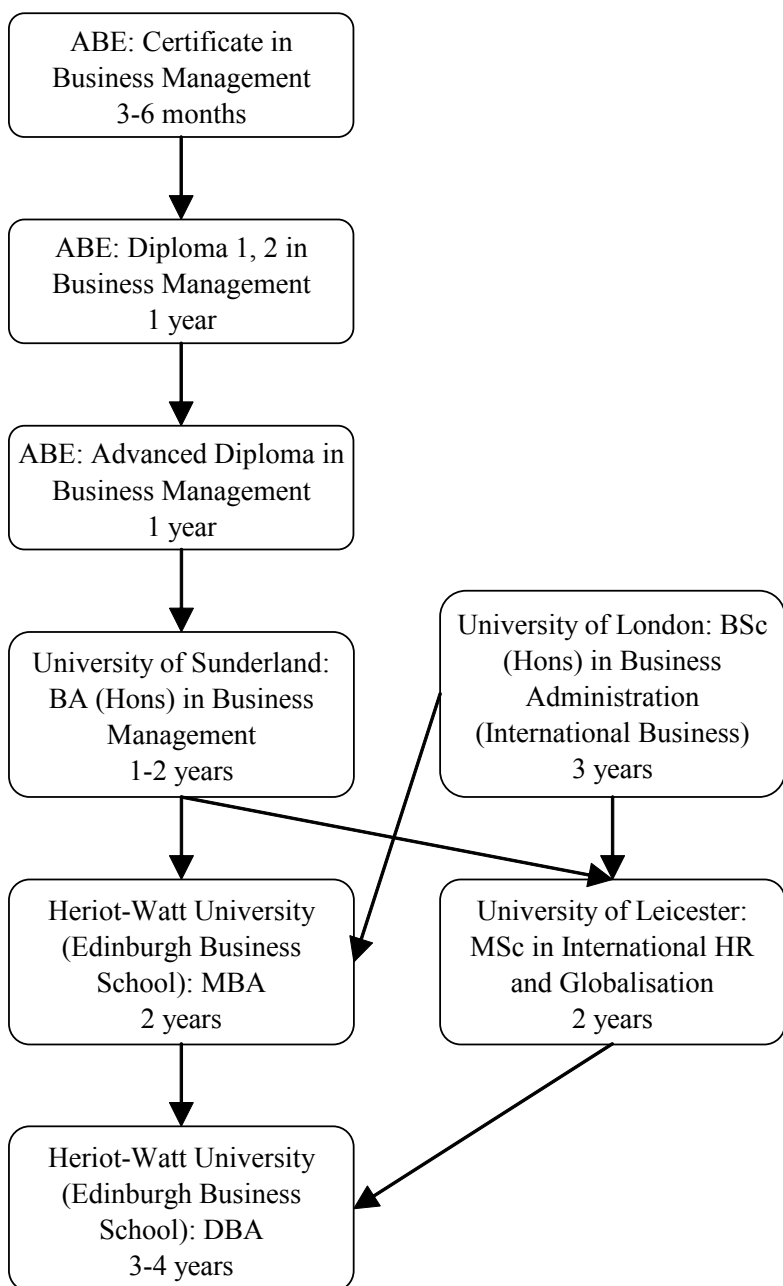 ABE: Certificate in
Business Management
3-6 months
ABE: Diploma 1, 2 in
Business Management
1 year
ABE: Advanced Diploma in
Business Management
1 year
University of Sunderland:
BA (Hons) in Business
Management
1-2 years
University of London: BSc
(Hons) in Business
Administration
(International Business)
3 years
Heriot-Watt University
(Edinburgh Business
School): MBA
2 years
University of Leicester:
MSc in International HR
and Globalisation
2 years
Heriot-Watt University
(Edinburgh Business
School): DBA
3-4 years